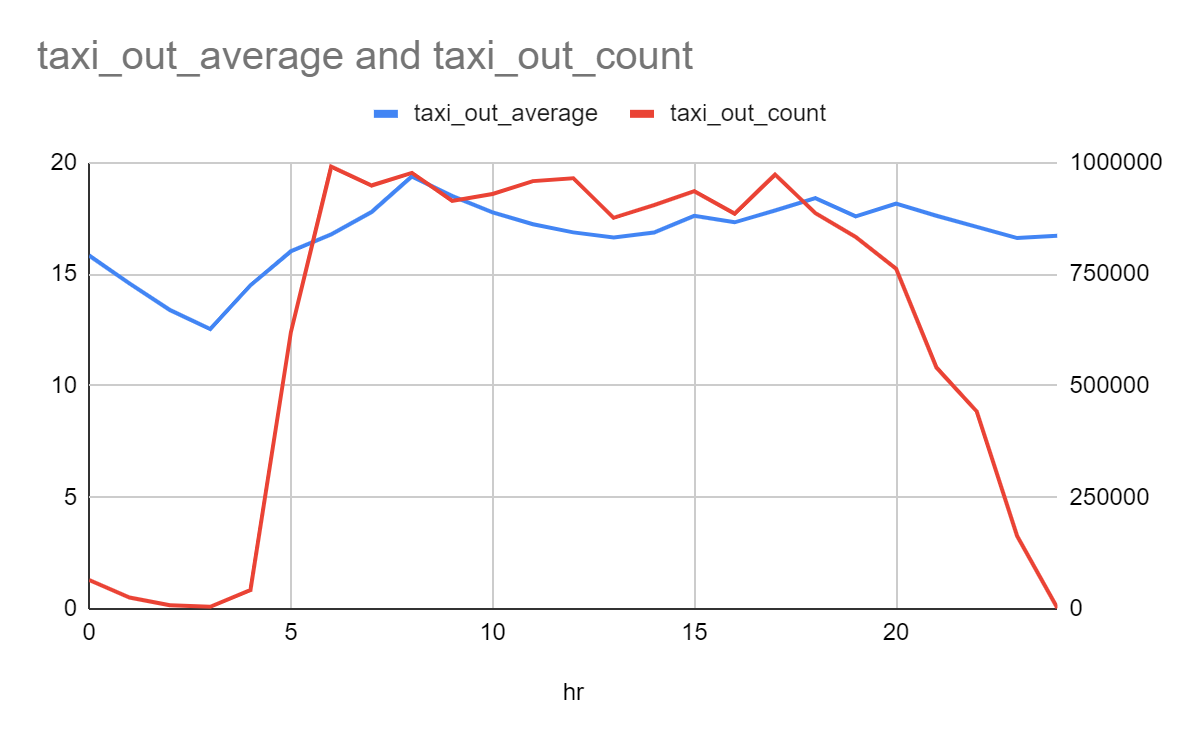 taxi_out_average and taxi_out_count
taxi_out_average taxi_out_count
20 1000000
15 750000
10 500000
5 250000
0 0
0 5 10 15 20
hr